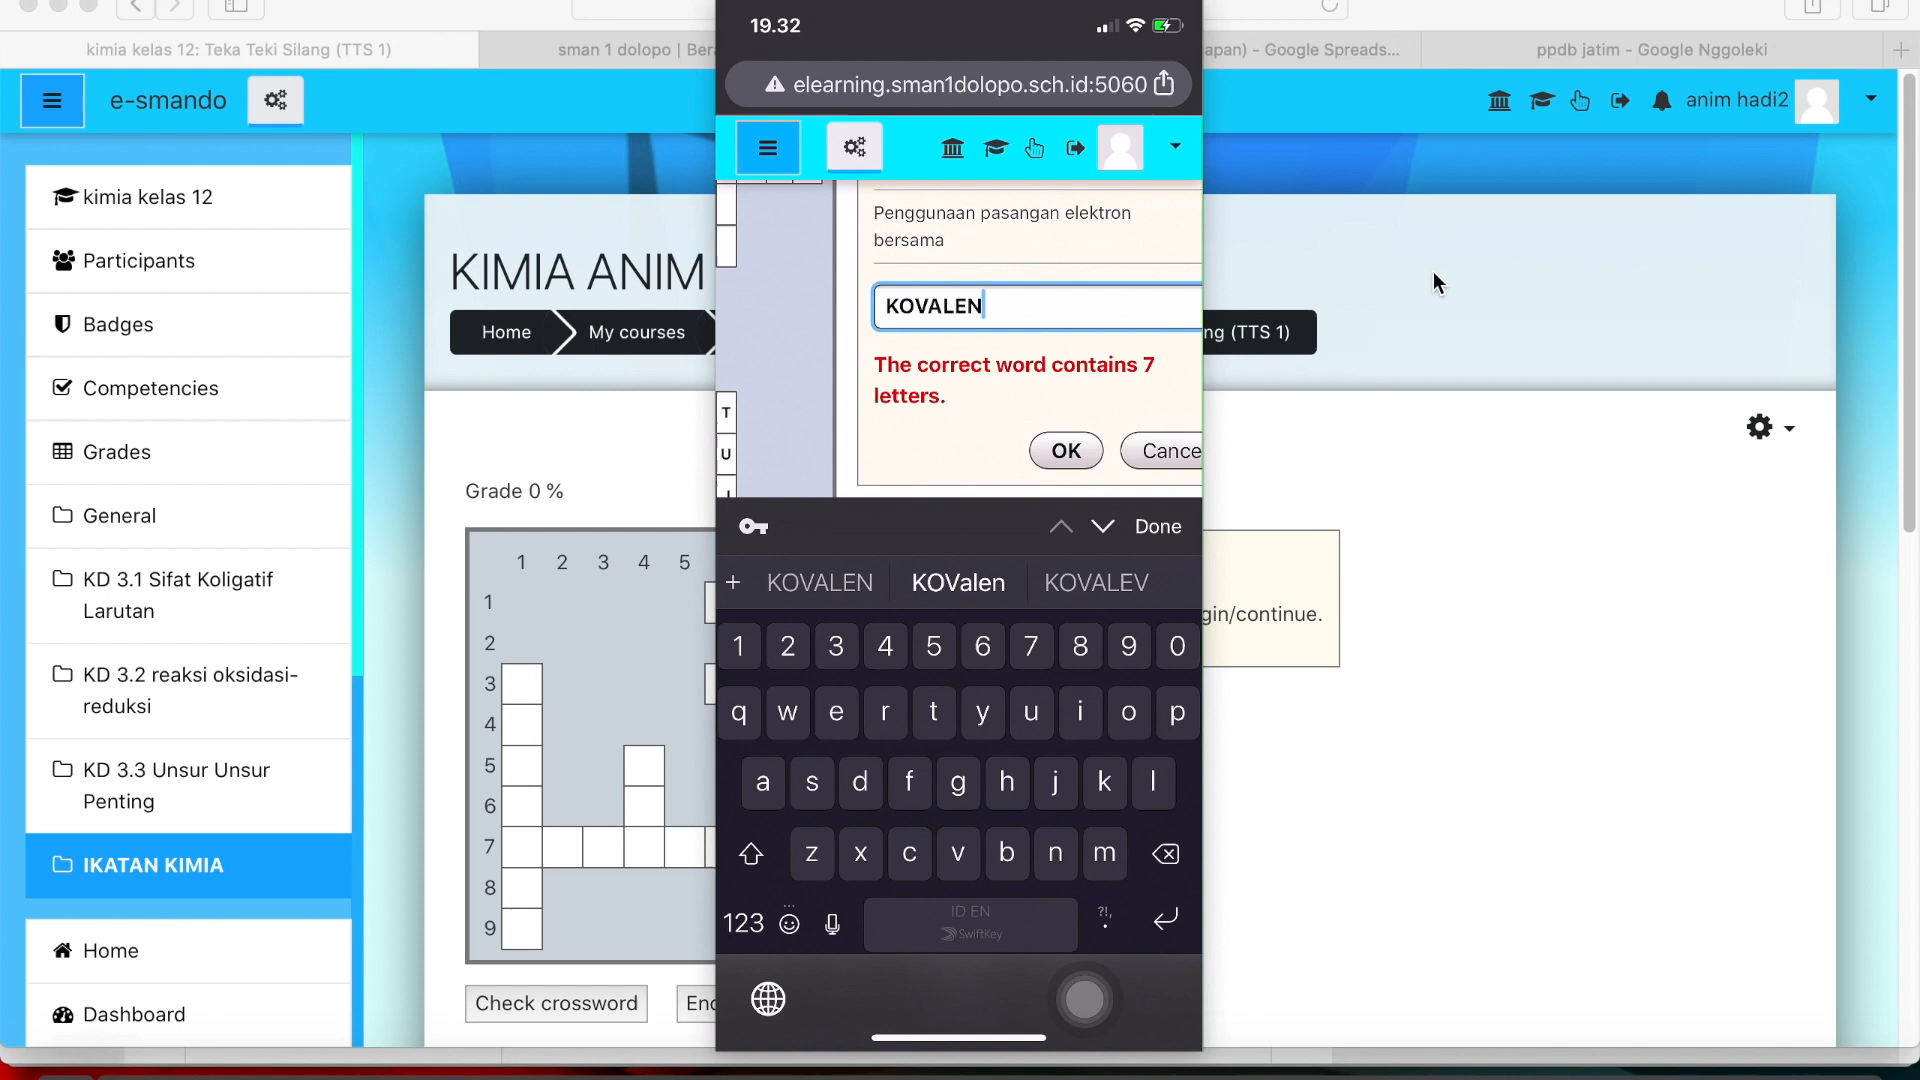 19.32
kimia kelas 12: Teka Teki Silang (TTS 1)
sman 1 dolopo | Ber
apan) - Google Spreads...
ppdb jatim - Google Nggoleki
elearning.sman1dolopo.sch.id:5060
e-smando
anim hadi2
kimia kelas 12
Participants
Badges
Competencies
Grades
General
KD 3.1 Sifat Koligatif
Larutan
KD 3.2 reaksi oksidasi-
reduksi
KD 3.3 Unsur Unsur
Penting
IKATAN KIMIA
Home
Dashboard
KIMIA ANIM
Home
My courses
ng (TTS 1)
Grade 0 %
1 2 3 4 5
1
2
3
4
5
6
7
8
9
Check crossword
En
gin/continue.
Penggunaan pasangan elektron
bersama
KOVALEN
The correct word contains 7
letters.
OK
Cance
T
U
Done
+ KOVALEN KOValen KOVALEV
1 2 3 4 5 6 7 8 9 0
q w e r t y u i o p
a s d f g h j k l
z x c v b n m
123
ID EN
SwiftKey
?!,
.